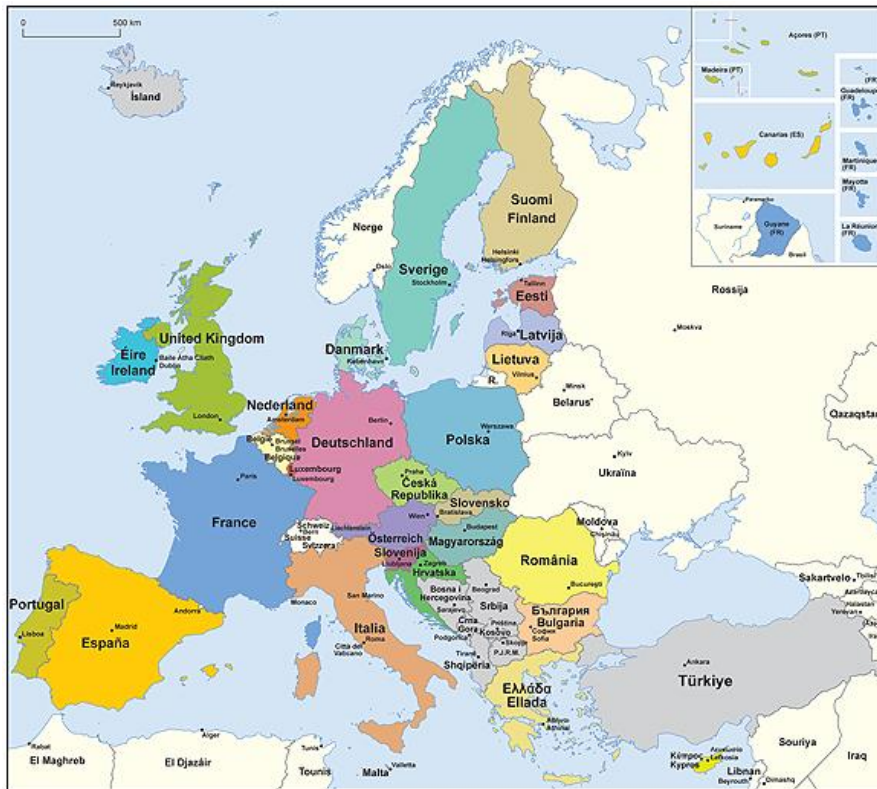 0 500 km
Açores (PT)
Madeira (PT)
(FR)
Guadeloupe
(FR)
Canarias (ES)
Martinique
(FR)
Mayotte
(FR)
Paramaribo
Suriname
Guyane
(FR)
Brasil
La Réunion
(FR)
Reykjavik
Ísland
Norge
Oslo
Sverige
Stockholm
Suomi
Finland
Helsinki
Helsingfors
Tallinn
Eesti
Rīga
Latvija
Lietuva
Vilnius
R.
Rossija
Moskva
Minsk
Belarus'
Qazaqstan
Éire
Ireland
Baile Atha Cliath
Dublin
United Kingdom
London
Danmark
København
Nederland
Amsterdam
België
Brussel
Bruxelles
Belgique
Luxembourg
Luxembourg
Berlin
Deutschland
Warszawa
Polska
Kyiv
Ukraïna
Praha
Česká
Republika
Slovensko
Bratislava
Wien
Österreich
Liechtenstein
Schweiz
Bern
Suisse
Svizzera
Paris
France
Budapest
Magyarország
Slovenija
Ljubljana
Zagreb
Hrvatska
Moldova
Chişinău
România
Bucureşti
Bosna i
Hercegovina
Sarajevo
Beograd
Srbija
Crna
Gora
Podgorica
Priština
Kosovo
Skopje
P.J.R.M.
Tiranë
Shqipëria
България
Bulgaria
София
Sofia
Ελλάδα
Ellada
Αθήνα
Athinai
Portugal
Lisboa
Madrid
España
Andorra
Monaco
San Marino
Italia
Roma
Città del
Vaticano
Ankara
Türkiye
Sakartvelo
Hayastan
Κύπρος
Kypros
Λευκωσία
Lefkosia
Souriya
Iraq
Libnan
Beyrouth
Dimashq
Rabat
El Maghreb
Alger
El Djazâir
Tunis
Tounis
Malta
Valletta